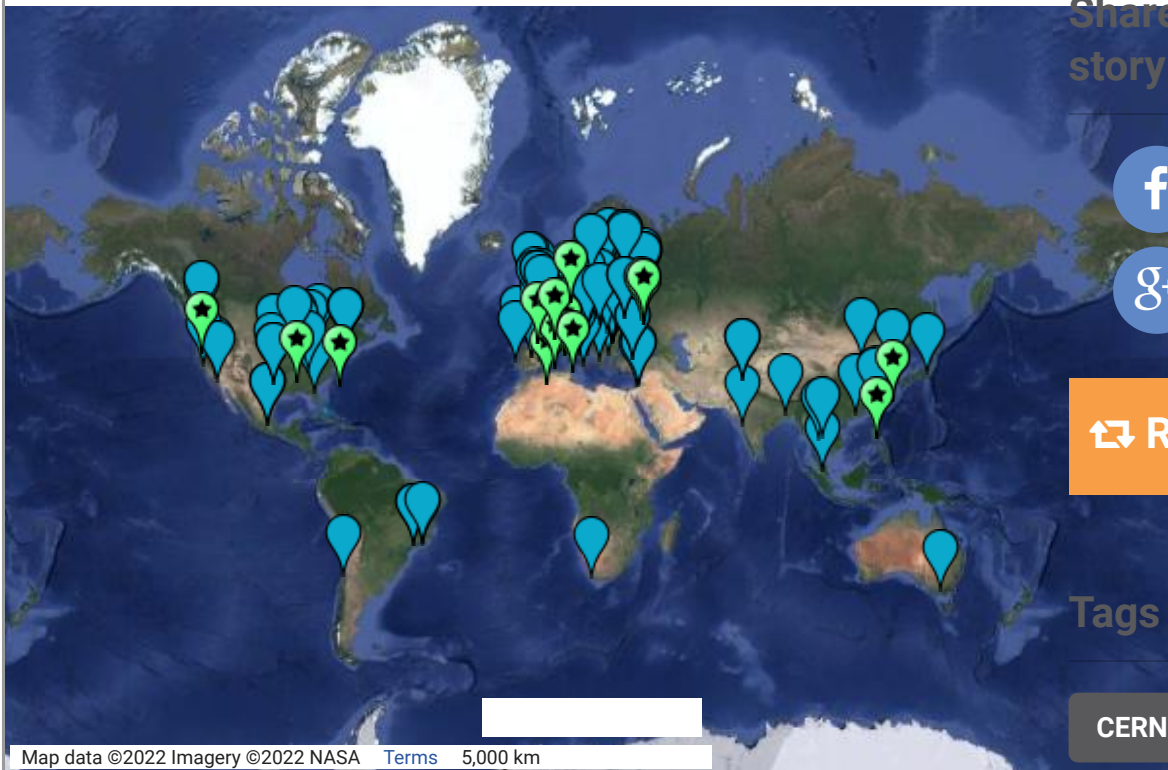 Share
story
f
g+
R
Tags
CERN
Map data ©2022 Imagery ©2022 NASA Terms 5,000 km